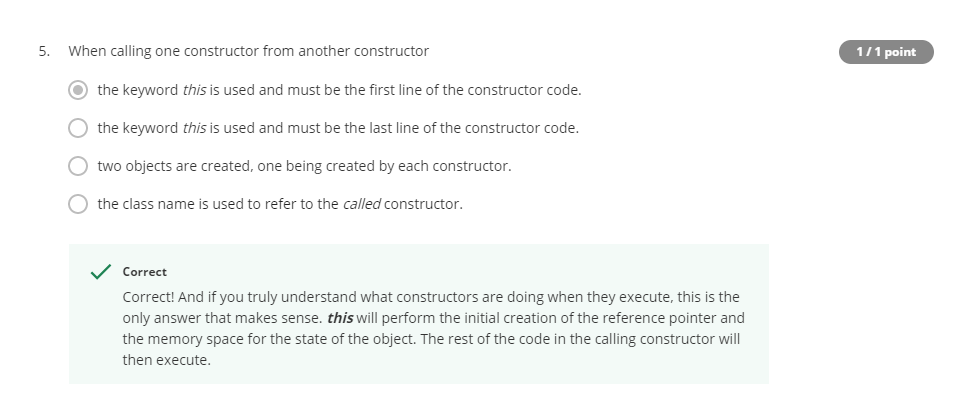 5. When calling one constructor from another constructor
1 / 1 point
the keyword this is used and must be the first line of the constructor code.
the keyword this is used and must be the last line of the constructor code.
two objects are created, one being created by each constructor.
the class name is used to refer to the called constructor.
Correct
Correct! And if you truly understand what constructors are doing when they execute, this is the
only answer that makes sense. this will perform the initial creation of the reference pointer and
the memory space for the state of the object. The rest of the code in the calling constructor will
then execute.